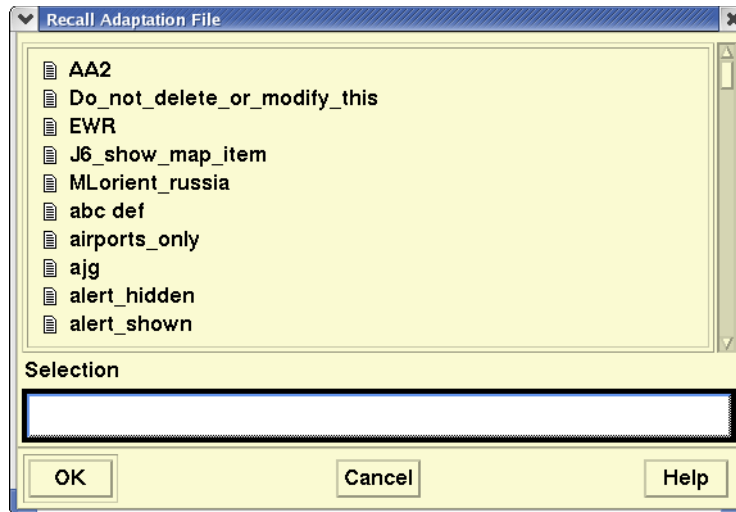 Recall Adaptation File
AA2
Do_not_delete_or_modify_this
EWR
J6_show_map_item
MLorient_russia
abc def
airports_only
ajg
alert_hidden
alert_shown
Selection
OK Cancel Help